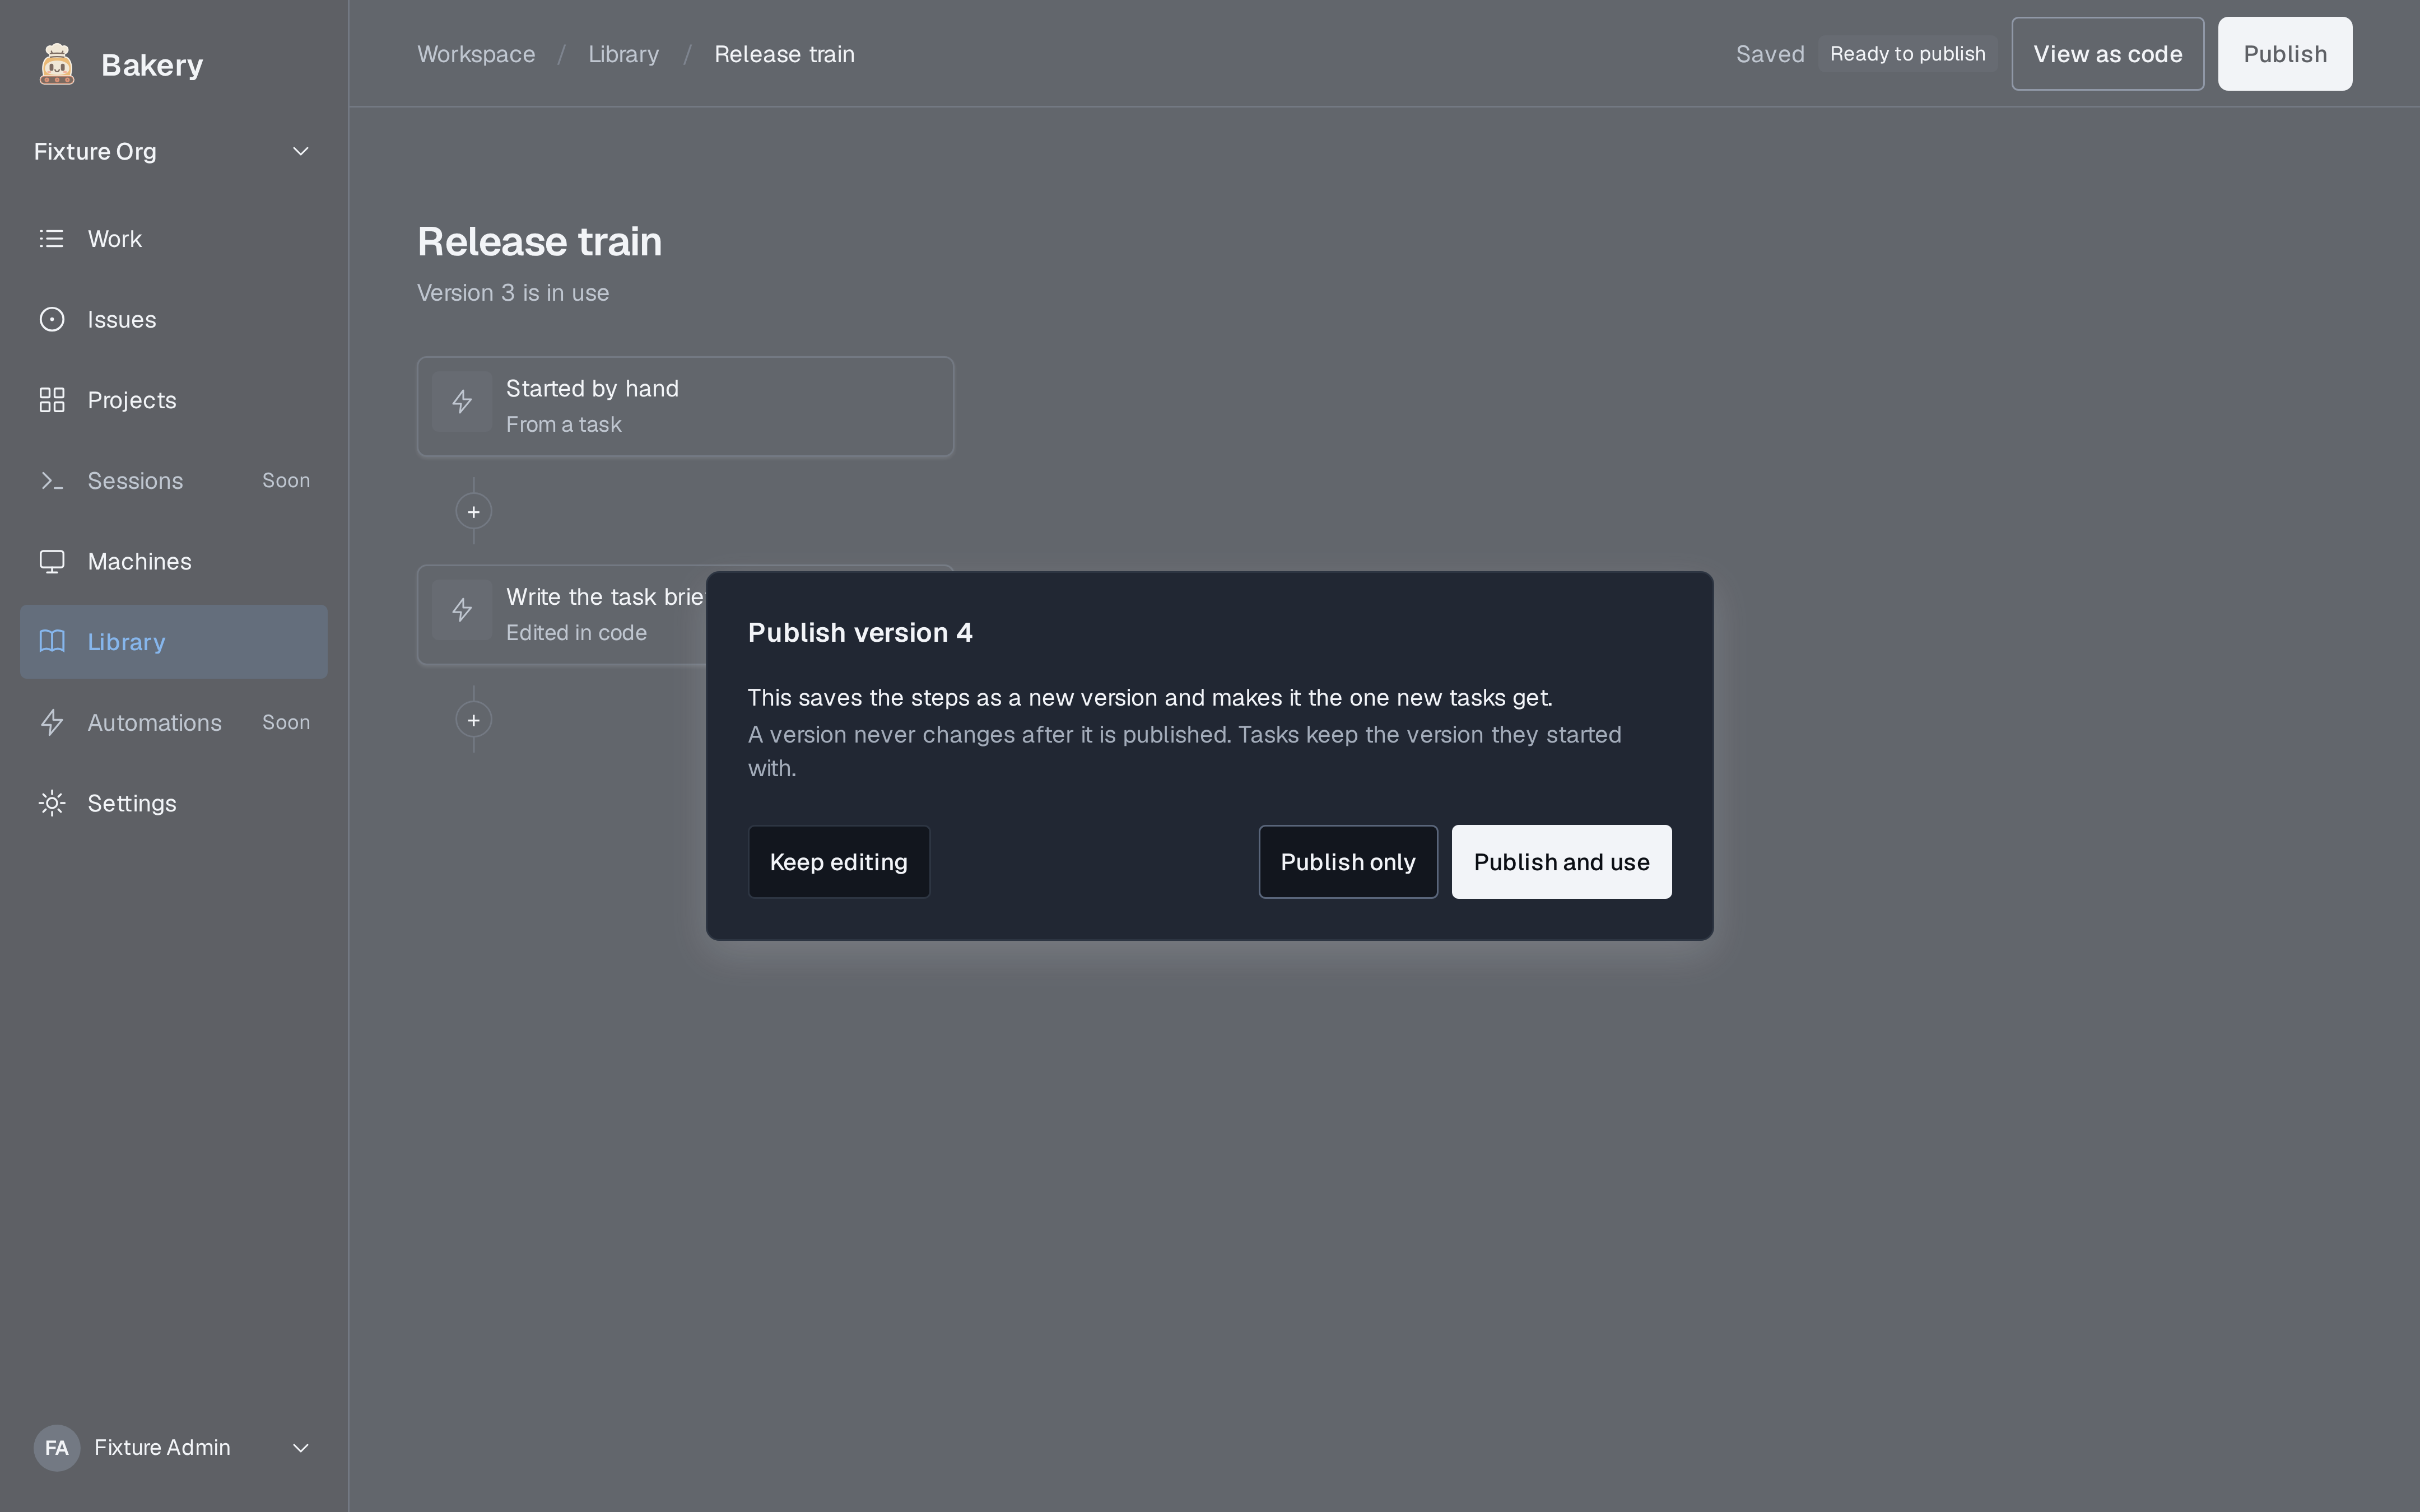 Bakery
Fixture Org
Work
Issues
Projects
Sessions Soon
Machines
Library
Automations Soon
Settings
FA Fixture Admin
Workspace / Library / Release train
Saved Ready to publish View as code Publish
Release train
Version 3 is in use
Started by hand
From a task
+
Write the task brie
Edited in code
+
Publish version 4
This saves the steps as a new version and makes it the one new tasks get.
A version never changes after it is published. Tasks keep the version they started
with.
Keep editing Publish only Publish and use